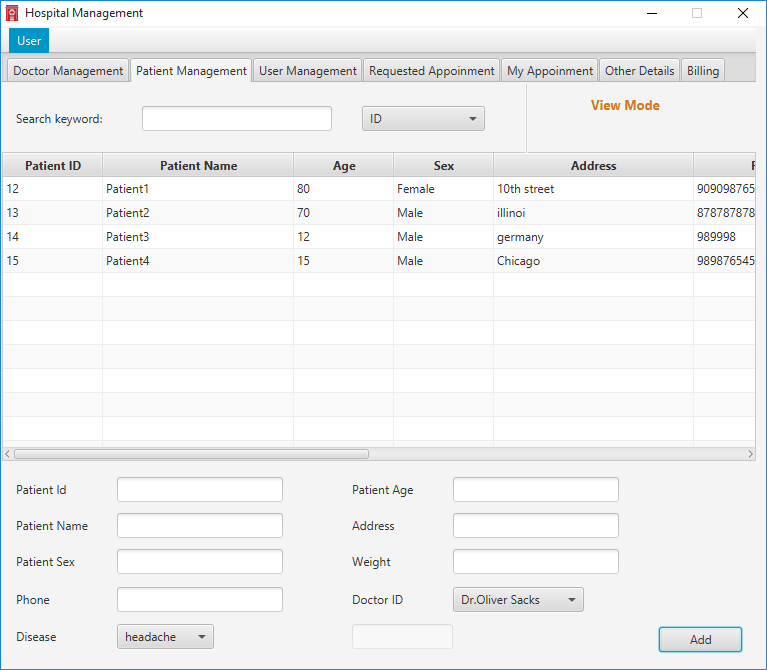 Hospital Management
User
Doctor Management Patient Management User Management Requested Appoinment My Appoinment Other Details Billing
Search keyword: ID View Mode
Patient ID Patient Name Age Sex Address
12 Patient1 80 Female 10th street 909098765
13 Patient2 70 Male illinoi 878787878
14 Patient3 12 Male germany 989998
15 Patient4 15 Male Chicago 989876545
Patient Id Patient Age
Patient Name Address
Patient Sex Weight
Phone Doctor ID Dr.Oliver Sacks
Disease headache Add